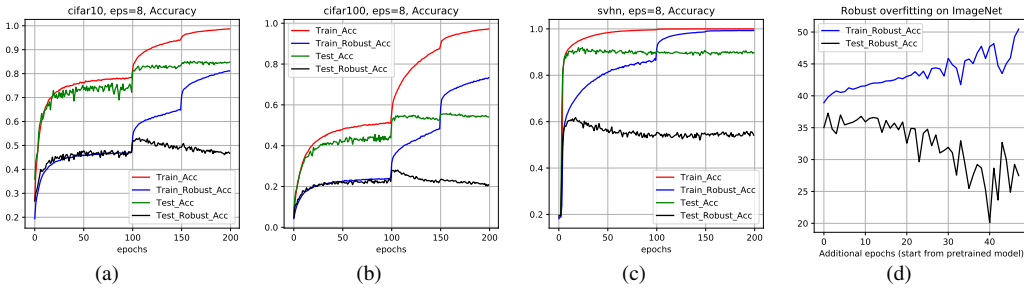 cifar10, eps=8, Accuracy
1.0
0.9
0.8
0.7
0.6
0.5
0.4
0.3
0.2
0
50
100
150
200
epochs
Train_Acc
Train_Robust_Acc
Test_Acc
Test_Robust_Acc
(a)
cifar100, eps=8, Accuracy
1.0
0.8
0.6
0.4
0.2
0.0
0
50
100
150
200
epochs
Train_Acc
Train_Robust_Acc
Test_Acc
Test_Robust_Acc
(b)
svhn, eps=8, Accuracy
1.0
0.8
0.6
0.4
0.2
0
50
100
150
200
epochs
Train_Acc
Train_Robust_Acc
Test_Acc
Test_Robust_Acc
(c)
Robust overfitting on ImageNet
50
45
40
35
30
25
20
0
10
20
30
40
Additional epochs (start from pretrained model)
Train_Robust_Acc
Test_Robust_Acc
(d)